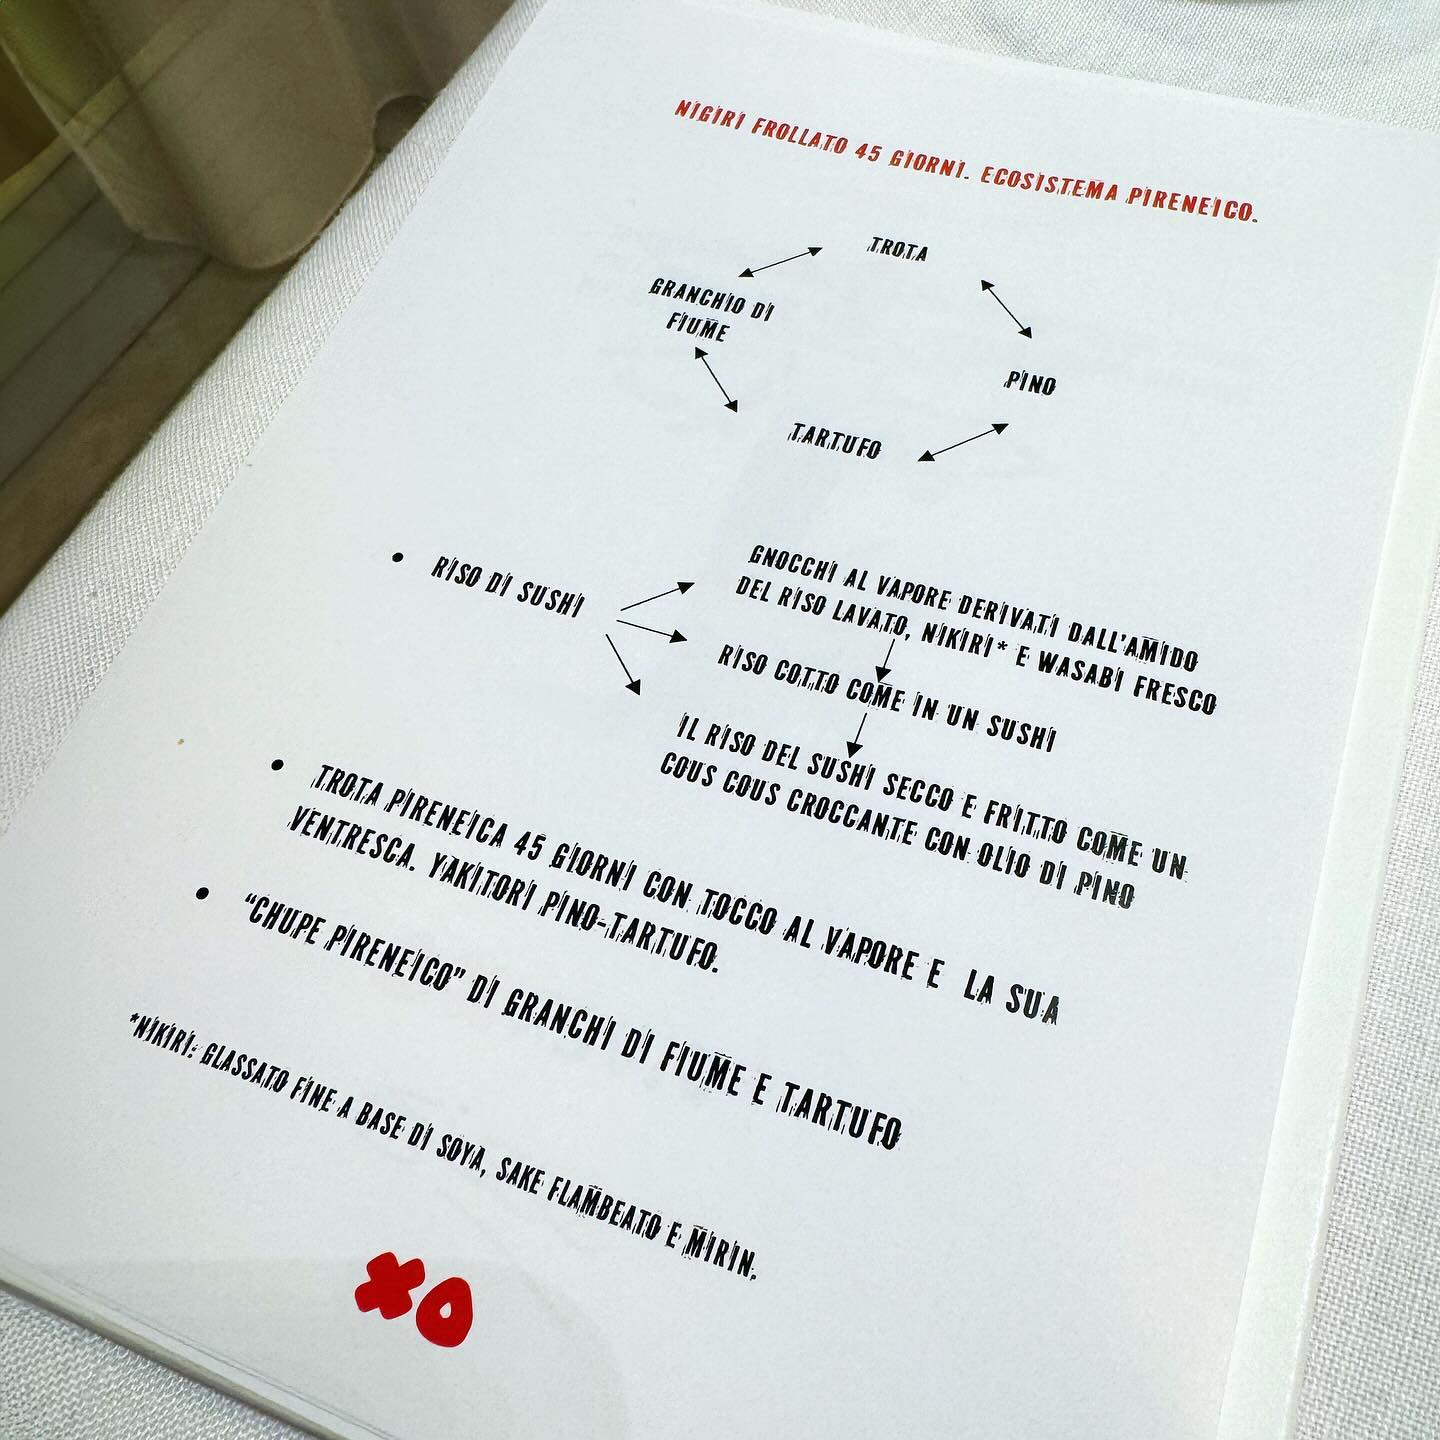 NIGIRI FROLLATO 45 GIORNI. ECOSISTEMA PIRENEICO.
TROTA
GRANCHIO DI
FIUME
PINO
TARTUFO
• RISO DI SUSHI
GNOCCHI AL VAPORE DERIVATI DALL'AMIDO
DEL RISO LAVATO, NIKIRI* E WASABI FRESCO
RISO COTTO COME IN UN SUSHI
IL RISO DEL SUSHI SECCO E FRITTO COME UN
COUS COUS CROCCANTE CON OLIO DI PINO
• TROTA PIRENEICA 45 GIORNI CON TOCCO AL VAPORE E LA SUA
VENTRESCA. YAKITORI PINO-TARTUFO.
• "CHUPE PIRENEICO" DI GRANCHI DI FIUME E TARTUFO
*NIKIRI: GLASSATO FINE A BASE DI SOYA, SAKE FLAMBEATO E MIRIN.
XO